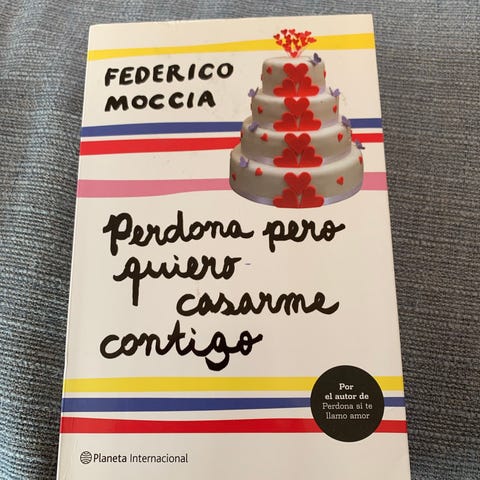 FEDERICO
MOCCIA
Perdona pero
quiero
casarme
contigo
Por
el autor de
Perdona si te
llamo amor
Planeta Internacional